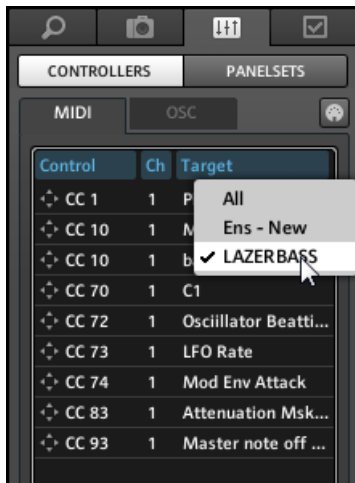 CONTROLLERS PANELSETS
MIDI OSC
Control Ch Target
CC 1 1 P
All
CC 10 1 M
Ens - New
CC 10 1 b
LAZERBASS
CC 70 1 C1
CC 72 1 Osciillator Beatti...
CC 73 1 LFO Rate
CC 74 1 Mod Env Attack
CC 83 1 Attenuation Msk...
CC 93 1 Master note off ...